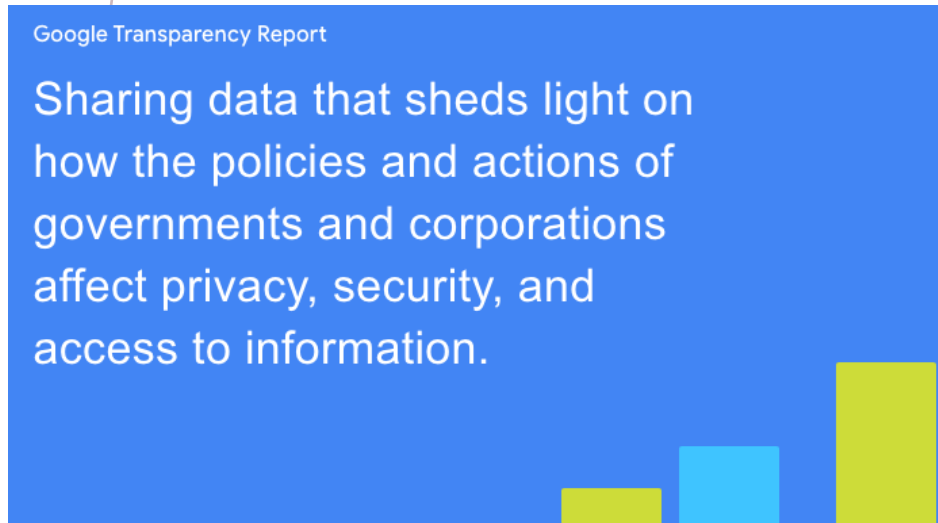 Google Transparency Report
Sharing data that sheds light on
how the policies and actions of
governments and corporations
affect privacy, security, and
access to information.